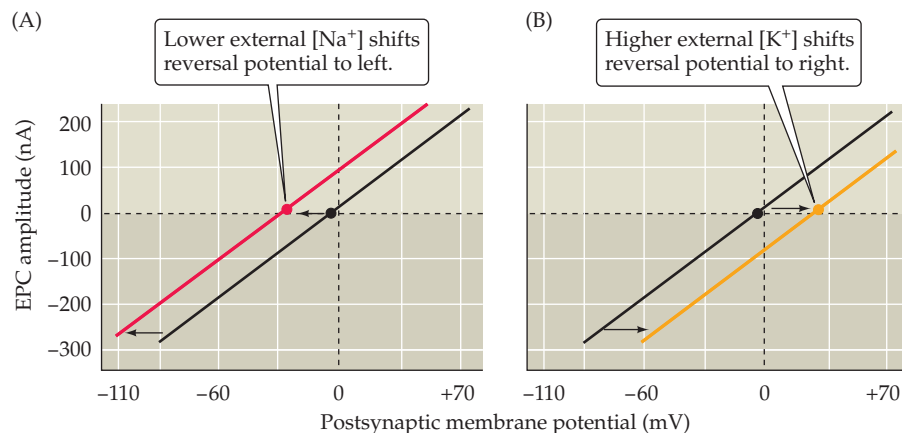 (A)
Lower external [Na⁺] shifts
reversal potential to left.
(B)
Higher external [K⁺] shifts
reversal potential to right.
EPC amplitude (nA)
200
100
0
−100
−200
−300
−110
−60
0
+70
−110
−60
0
+70
Postsynaptic membrane potential (mV)